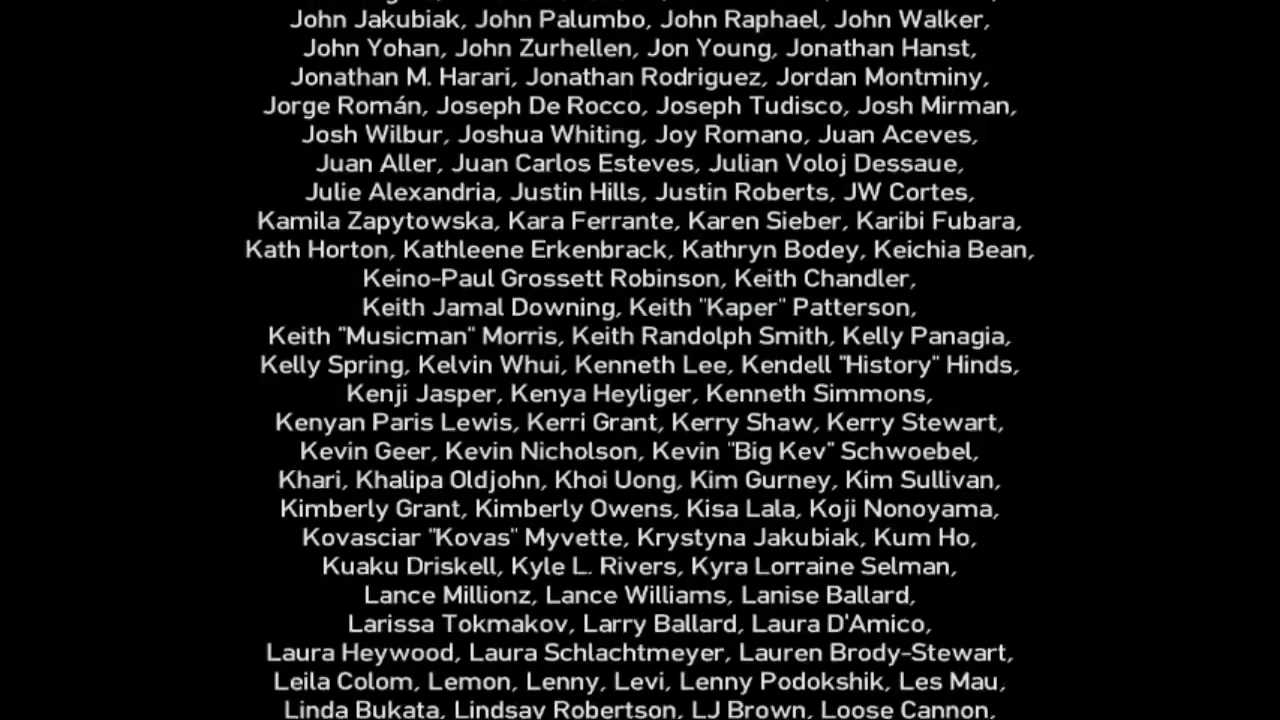 John Jakubiak, John Palumbo, John Raphael, John Walker,
John Yohan, John Zurhellen, Jon Young, Jonathan Hanst,
Jonathan M. Harari, Jonathan Rodriguez, Jordan Montminy,
Jorge Román, Joseph De Rocco, Joseph Tudisco, Josh Mirman,
Josh Wilbur, Joshua Whiting, Joy Romano, Juan Aceves,
Juan Aller, Juan Carlos Esteves, Julian Voloj Dessaue,
Julie Alexandria, Justin Hills, Justin Roberts, JW Cortes,
Kamila Zapytowska, Kara Ferrante, Karen Sieber, Karibi Fubara,
Kath Horton, Kathleene Erkenbrack, Kathryn Bodey, Keichia Bean,
Keino-Paul Grossett Robinson, Keith Chandler,
Keith Jamal Downing, Keith "Kaper" Patterson,
Keith "Musicman" Morris, Keith Randolph Smith, Kelly Panagia,
Kelly Spring, Kelvin Whui, Kenneth Lee, Kendell "History" Hinds,
Kenji Jasper, Kenya Heyliger, Kenneth Simmons,
Kenyan Paris Lewis, Kerri Grant, Kerry Shaw, Kerry Stewart,
Kevin Geer, Kevin Nicholson, Kevin "Big Kev" Schwoebel,
Khari, Khalipa Oldjohn, Khoi Uong, Kim Gurney, Kim Sullivan,
Kimberly Grant, Kimberly Owens, Kisa Lala, Koji Nonoyama,
Kovasciar "Kovas" Myvette, Krystyna Jakubiak, Kum Ho,
Kuaku Driskell, Kyle L. Rivers, Kyra Lorraine Selman,
Lance Millionz, Lance Williams, Lanise Ballard,
Larissa Tokmakov, Larry Ballard, Laura D'Amico,
Laura Heywood, Laura Schlachtmeyer, Lauren Brody-Stewart,
Leila Colom, Lemon, Lenny, Levi, Lenny Podokshik, Les Mau,
Linda Bukata, Lindsay Robertson, LJ Brown, Loose Cannon,